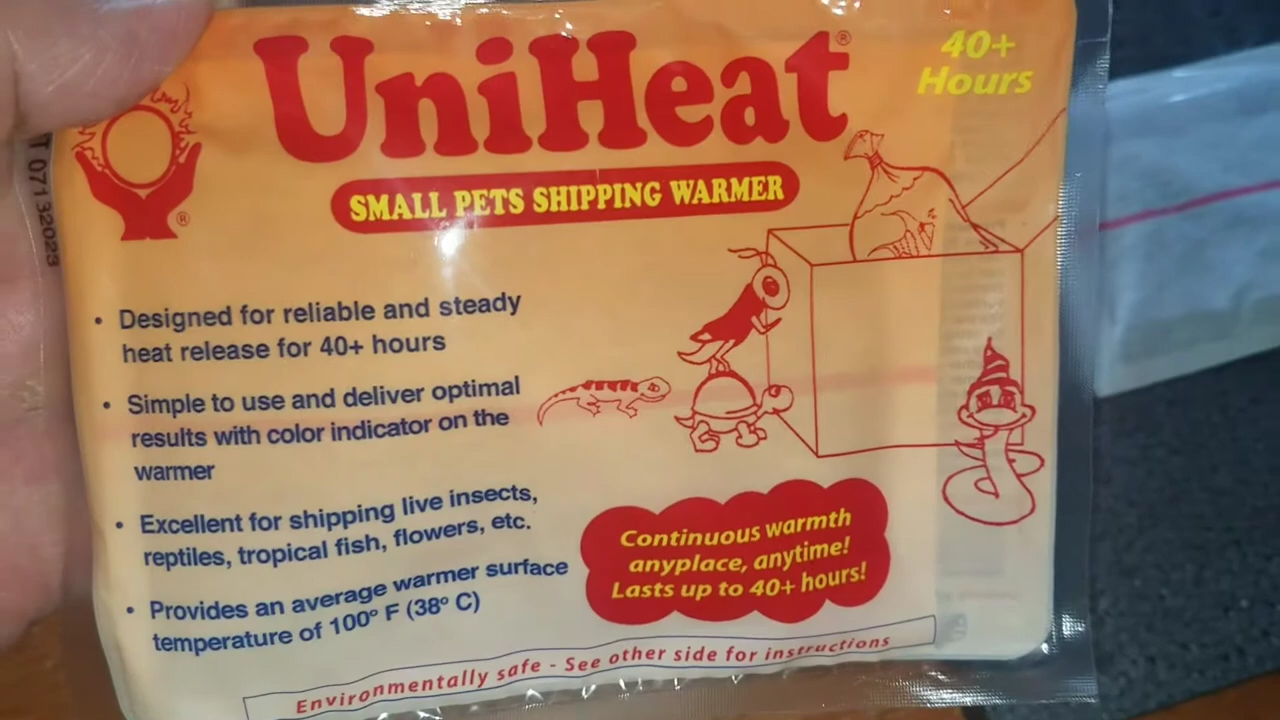 UniHeat®
40+
Hours
SMALL PETS SHIPPING WARMER
®
T 071 32023
• Designed for reliable and steady
heat release for 40+ hours
• Simple to use and deliver optimal
results with color indicator on the
warmer
• Excellent for shipping live insects,
reptiles, tropical fish, flowers, etc.
• Provides an average warmer surface
temperature of 100° F (38° C)
Continuous warmth
anyplace, anytime!
Lasts up to 40+ hours!
Environmentally safe - See other side for instructions